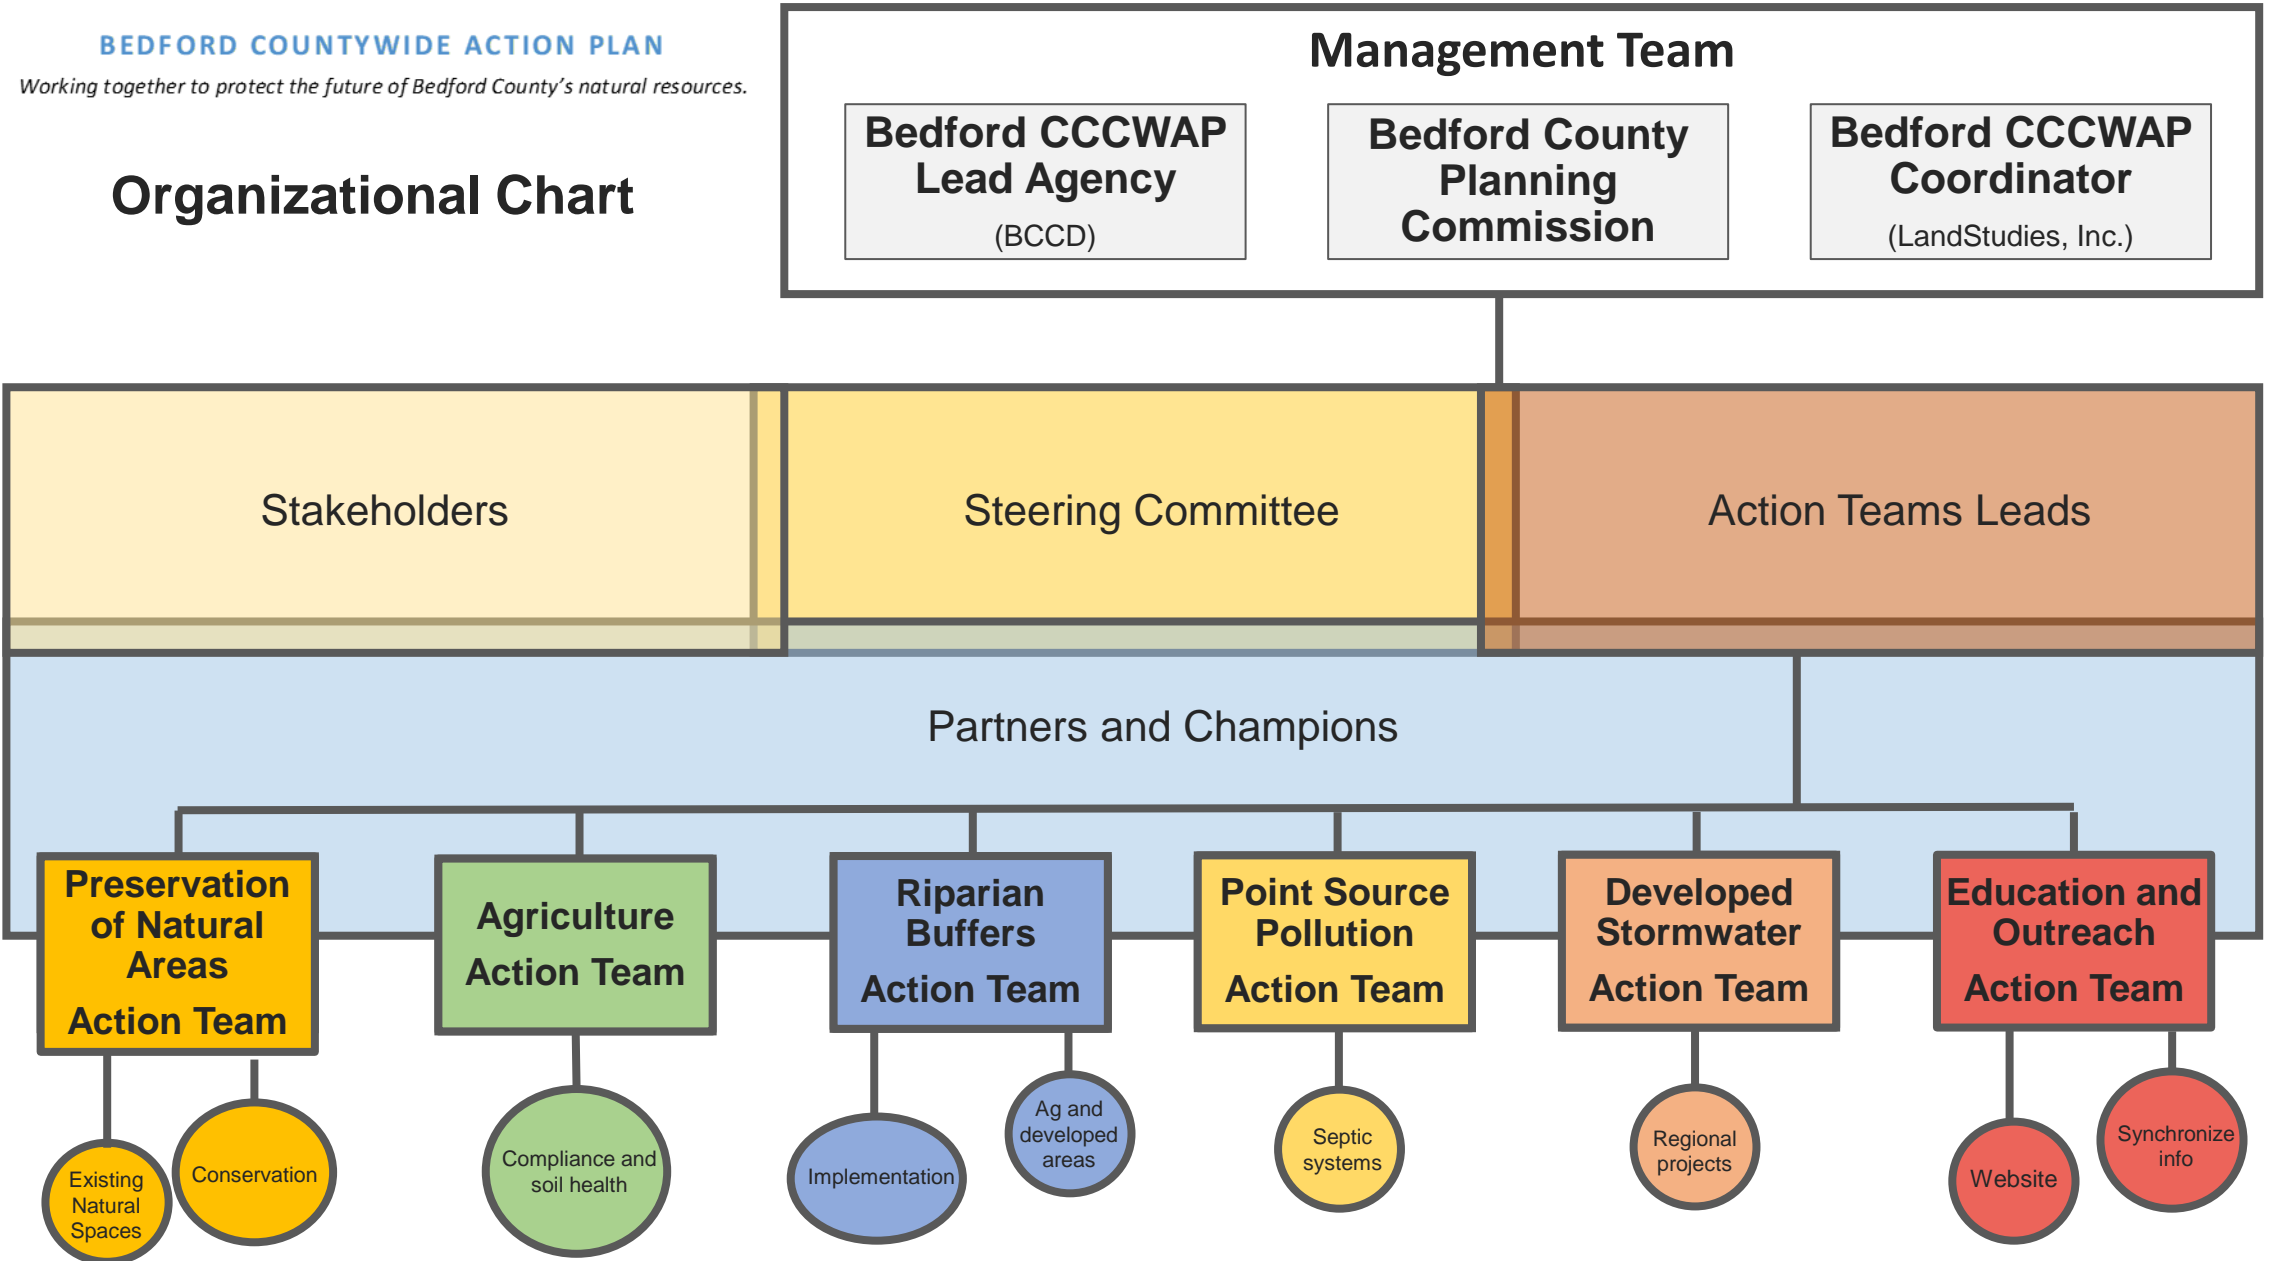 BEDFORD COUNTYWIDE ACTION PLAN
Working together to protect the future of Bedford County's natural resources.
Organizational Chart
Management Team
Bedford CCCWAP
Lead Agency
(BCCD)
Bedford County
Planning
Commission
Bedford CCCWAP
Coordinator
(LandStudies, Inc.)
Stakeholders
Steering Committee
Action Teams Leads
Partners and Champions
Preservation
of Natural
Areas
Action Team
Agriculture
Action Team
Riparian
Buffers
Action Team
Point Source
Pollution
Action Team
Developed
Stormwater
Action Team
Education and
Outreach
Action Team
Existing
Natural
Spaces
Conservation
Compliance and
soil health
Implementation
Ag and
developed
areas
Septic
systems
Regional
projects
Website
Synchronize
info